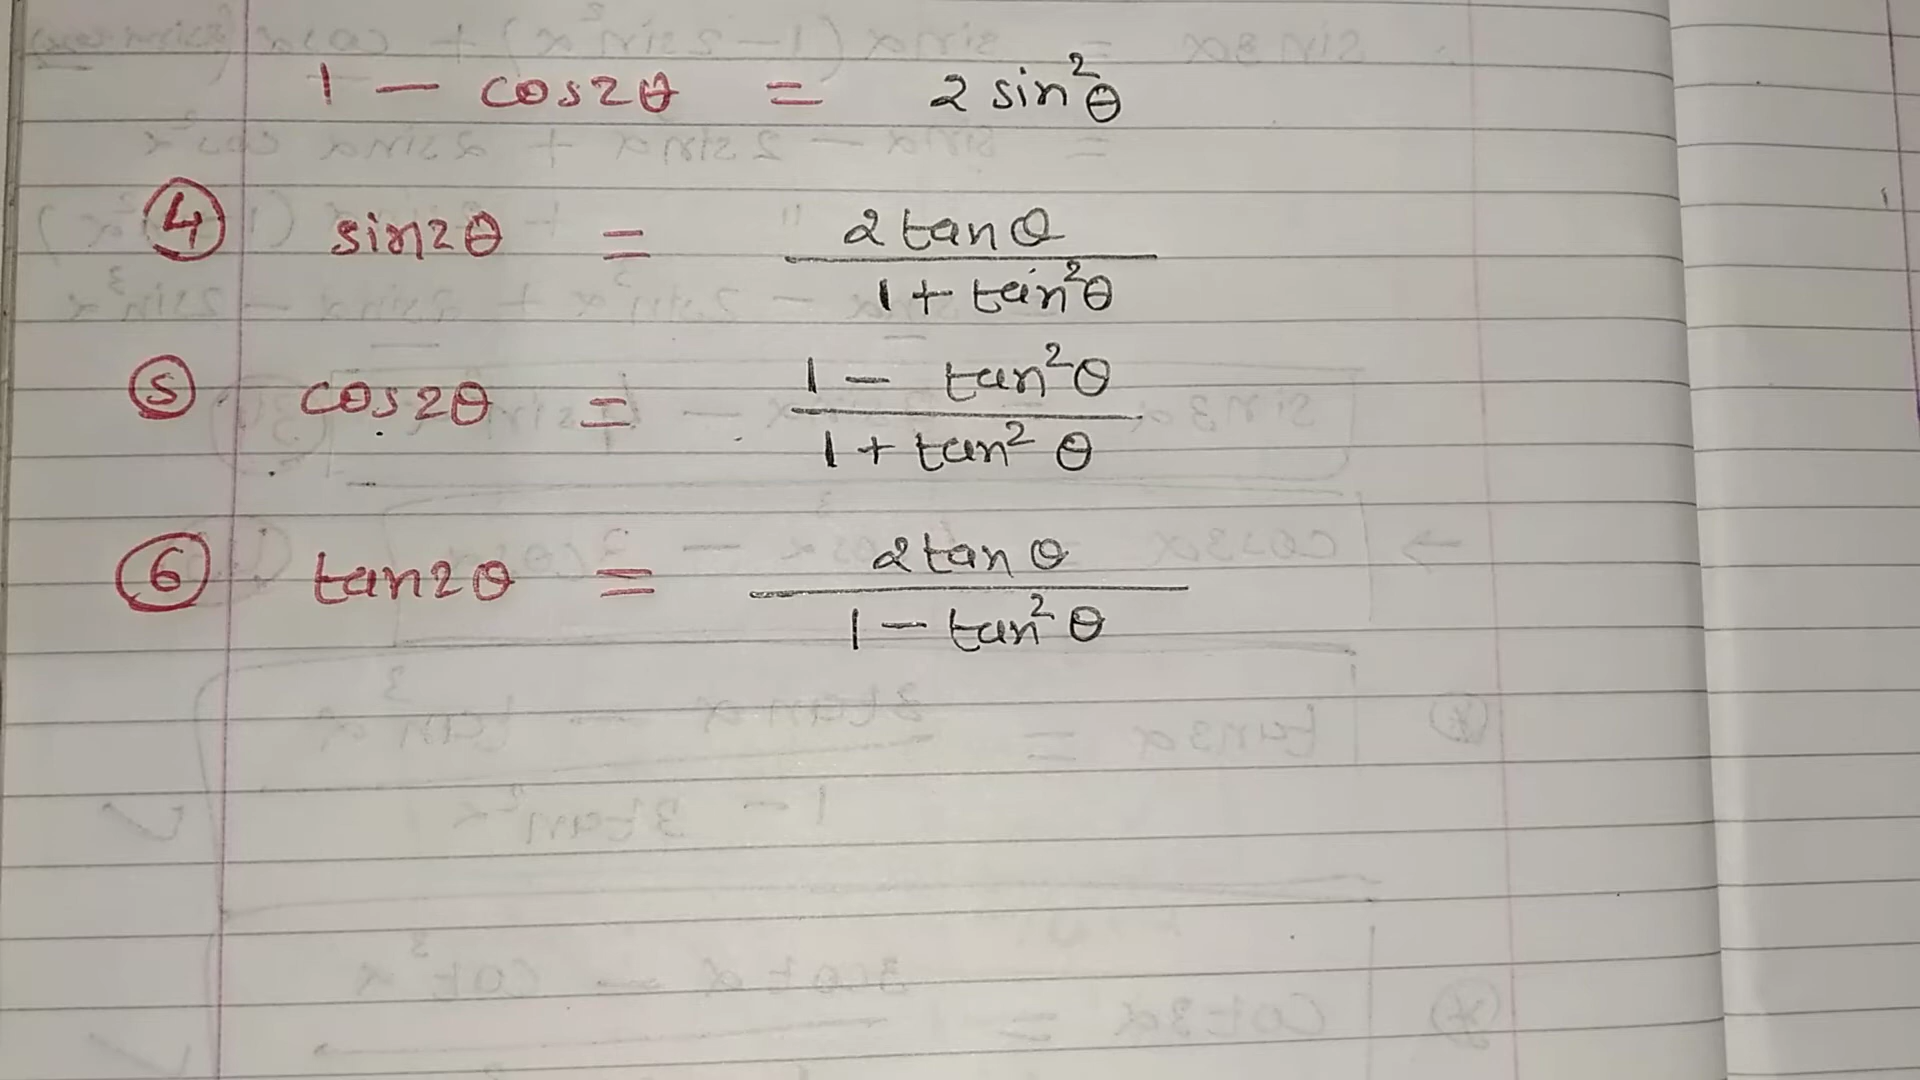 1 - cos2θ = 2 sin²θ
④ sin2θ = 2tanθ / 1 + tan²θ
⑤ cos2θ = 1 - tan²θ / 1 + tan²θ
⑥ tan2θ = 2tanθ / 1 - tan²θ